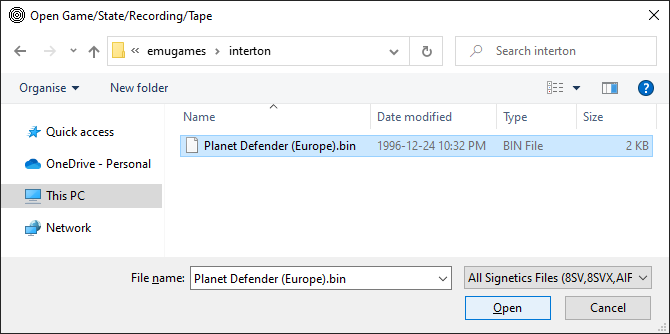 Open Game/State/Recording/Tape
« emugames › interton
Search interton
Organise New folder
Name Date modified Type Size
Quick access
Planet Defender (Europe).bin 1996-12-24 10:32 PM BIN File 2 KB
OneDrive - Personal
This PC
Network
File name: Planet Defender (Europe).bin All Signetics Files (8SV,8SVX,AIF
Open Cancel